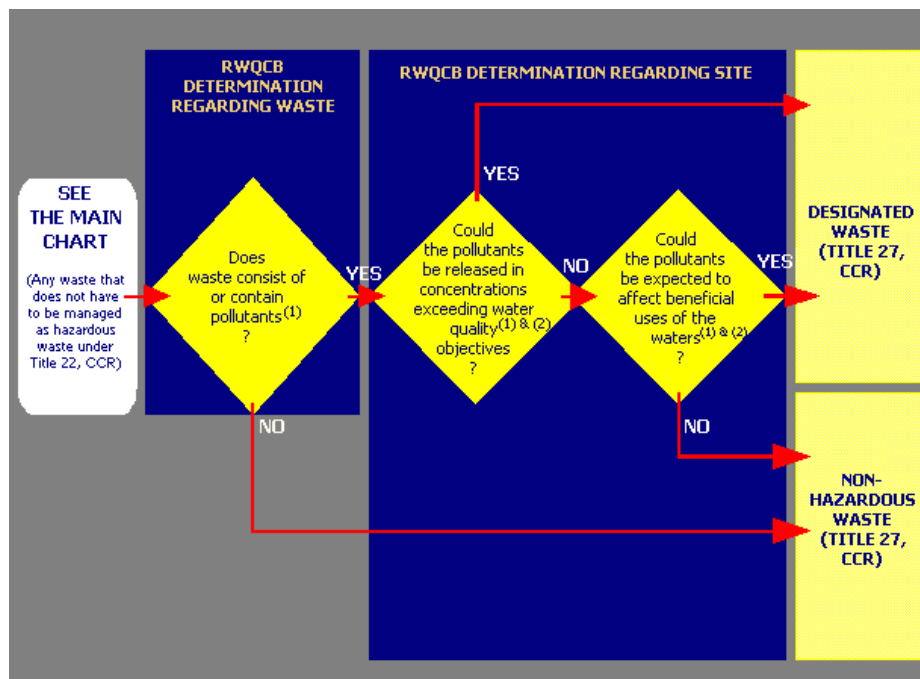 RWQCB
DETERMINATION
REGARDING WASTE
RWQCB DETERMINATION REGARDING SITE
SEE
THE MAIN
CHART
(Any waste that
does not have
to be managed
as hazardous
waste under
Title 22, CCR)
Does
waste consist of
or contain
pollutants(1)
?
YES
NO
Could
the pollutants
be released in
concentrations
exceeding water
quality(1) & (2)
objectives
?
YES
NO
Could
the pollutants
be expected to
affect beneficial
uses of the
waters(1) & (2)
?
YES
NO
DESIGNATED
WASTE
(TITLE 27,
CCR)
NON-
HAZARDOUS
WASTE
(TITLE 27,
CCR)